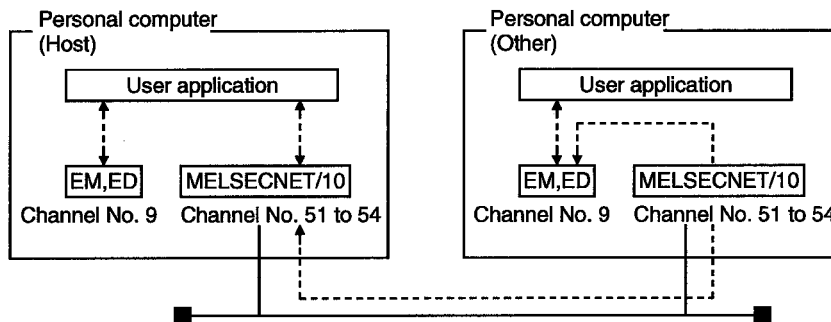 Personal computer
(Host)
User application
EM,ED
MELSECNET/10
Channel No. 9
Channel No. 51 to 54
Personal computer
(Other)
User application
EM,ED
MELSECNET/10
Channel No. 9
Channel No. 51 to 54